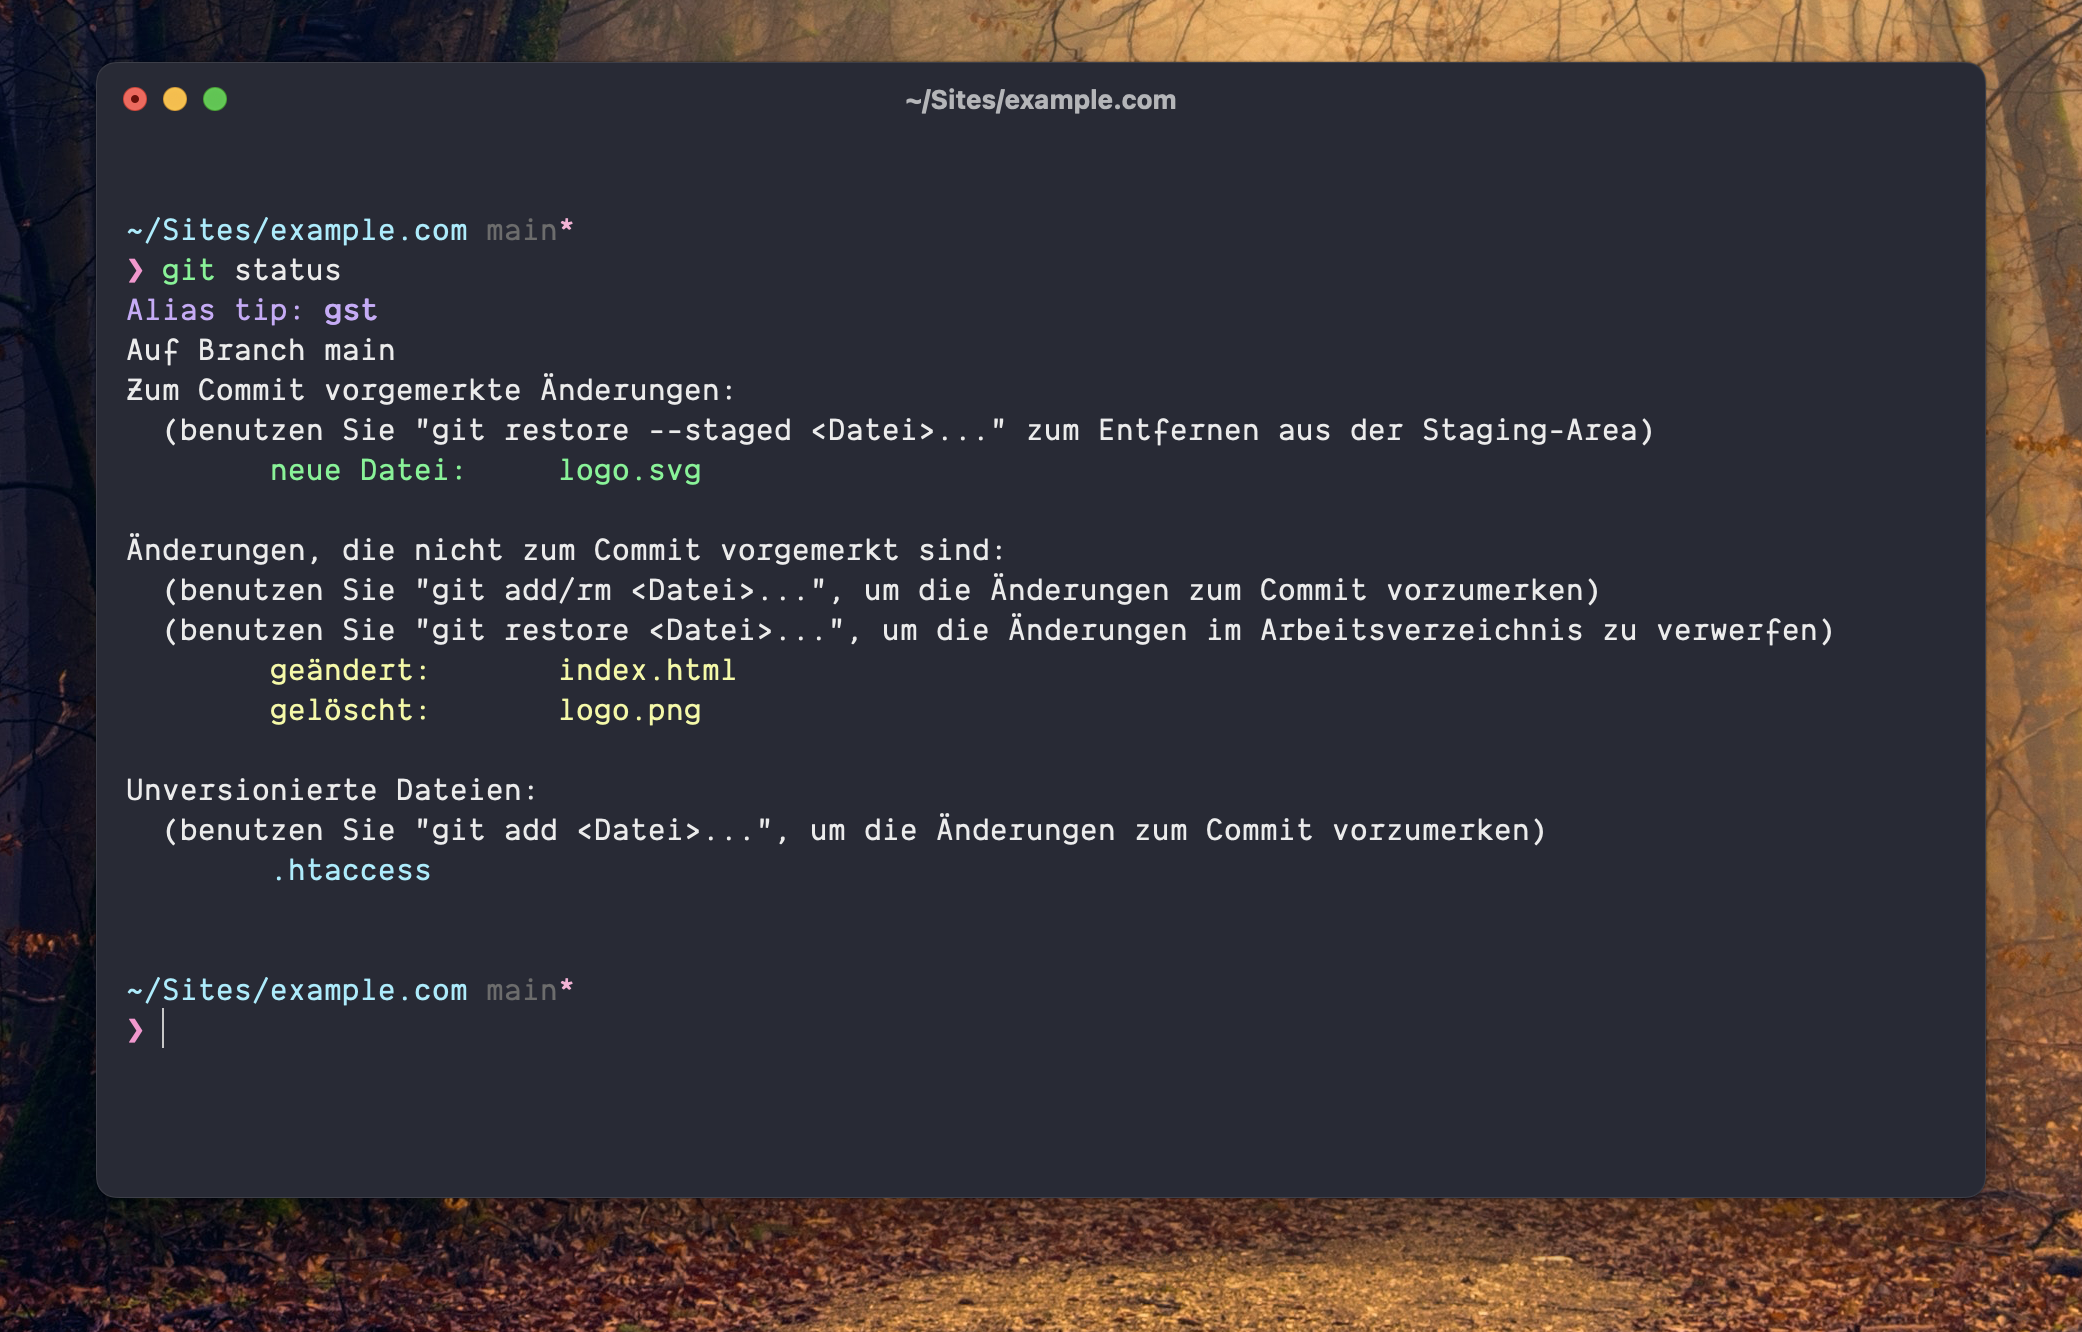 ~/Sites/example.com
~/Sites/example.com main*
❯ git status
Alias tip: gst
Auf Branch main
Zum Commit vorgemerkte Änderungen:
  (benutzen Sie "git restore --staged <Datei>..." zum Entfernen aus der Staging-Area)
        neue Datei:     logo.svg
Änderungen, die nicht zum Commit vorgemerkt sind:
  (benutzen Sie "git add/rm <Datei>...", um die Änderungen zum Commit vorzumerken)
  (benutzen Sie "git restore <Datei>...", um die Änderungen im Arbeitsverzeichnis zu verwerfen)
        geändert:       index.html
        gelöscht:       logo.png
Unversionierte Dateien:
  (benutzen Sie "git add <Datei>...", um die Änderungen zum Commit vorzumerken)
        .htaccess
~/Sites/example.com main*
❯